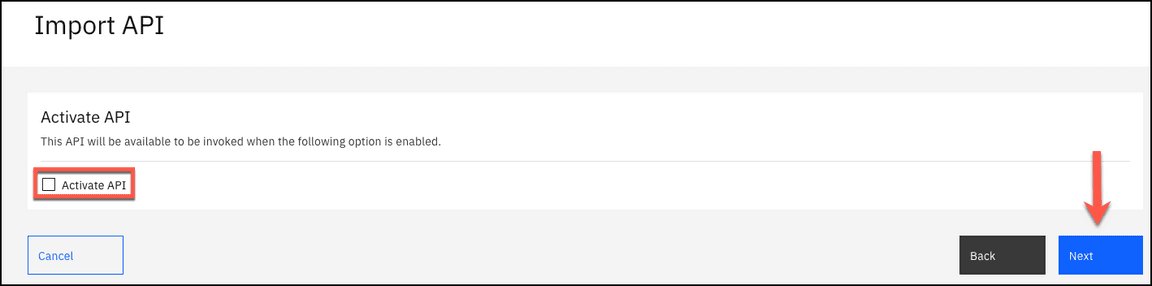 Import API
Activate API
This API will be available to be invoked when the following option is enabled.
Activate API
Cancel
Back
Next